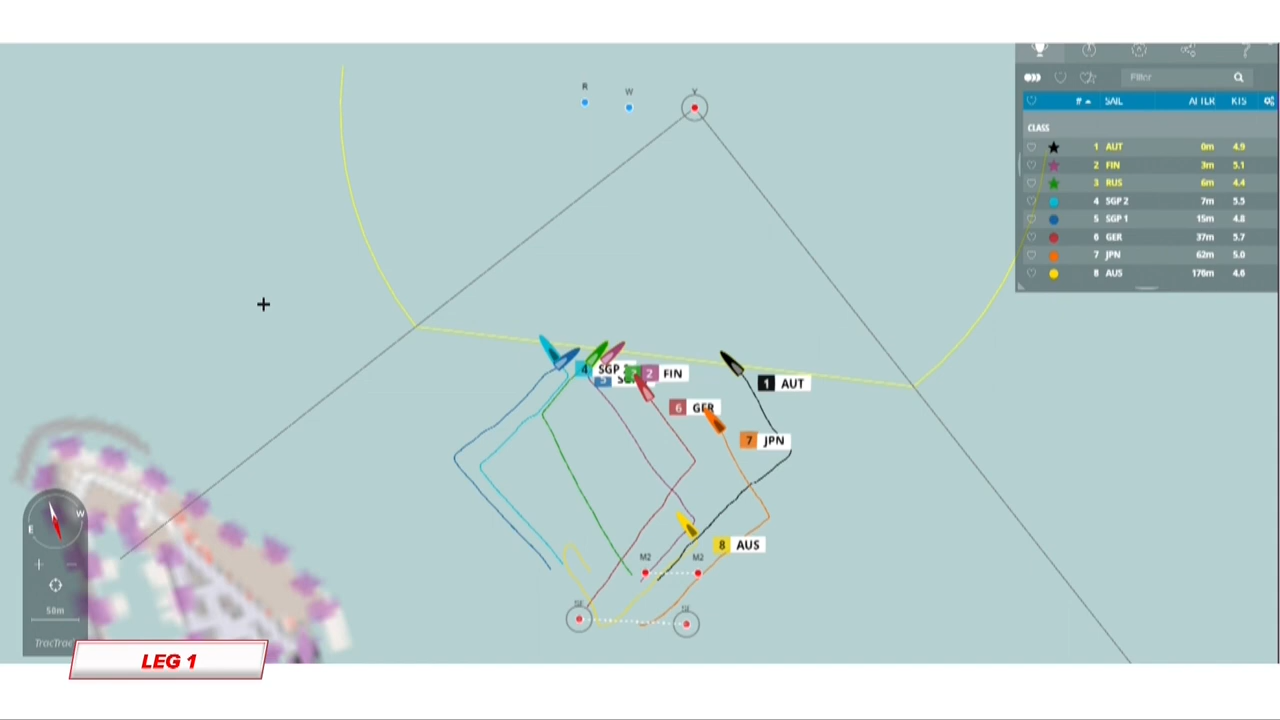 R W Y
Filter
# SAIL AFTER KTS
CLASS
1 AUT 0m 4.9
2 FIN 3m 5.1
3 RUS 6m 4.4
4 SGP 2 7m 5.5
5 SGP 1 15m 4.8
6 GER 37m 5.7
7 JPN 62m 5.0
8 AUS 176m 4.6
4 SGP
2 FIN
1 AUT
6 GER
7 JPN
8 AUS
M2 M2
W
E
50m
TracTrac
LEG 1